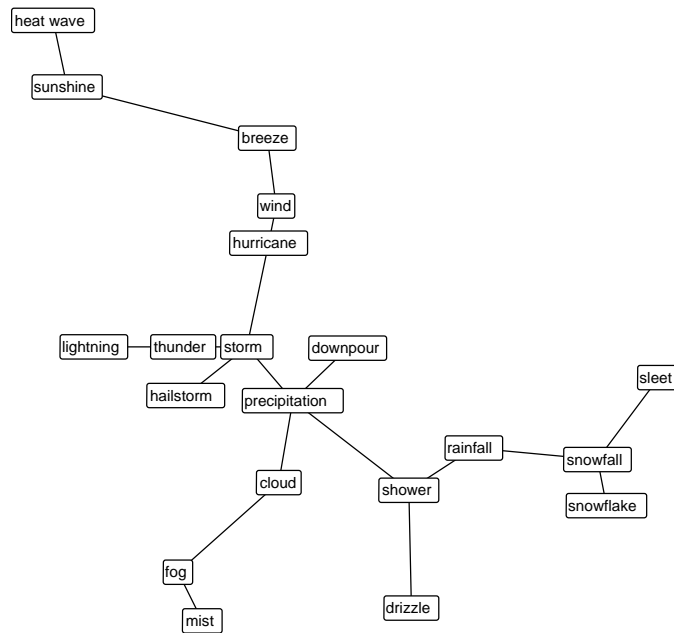 heat wave
sunshine
breeze
wind
hurricane
lightning
thunder
storm
downpour
hailstorm
precipitation
sleet
rainfall
snowfall
cloud
shower
snowflake
fog
drizzle
mist